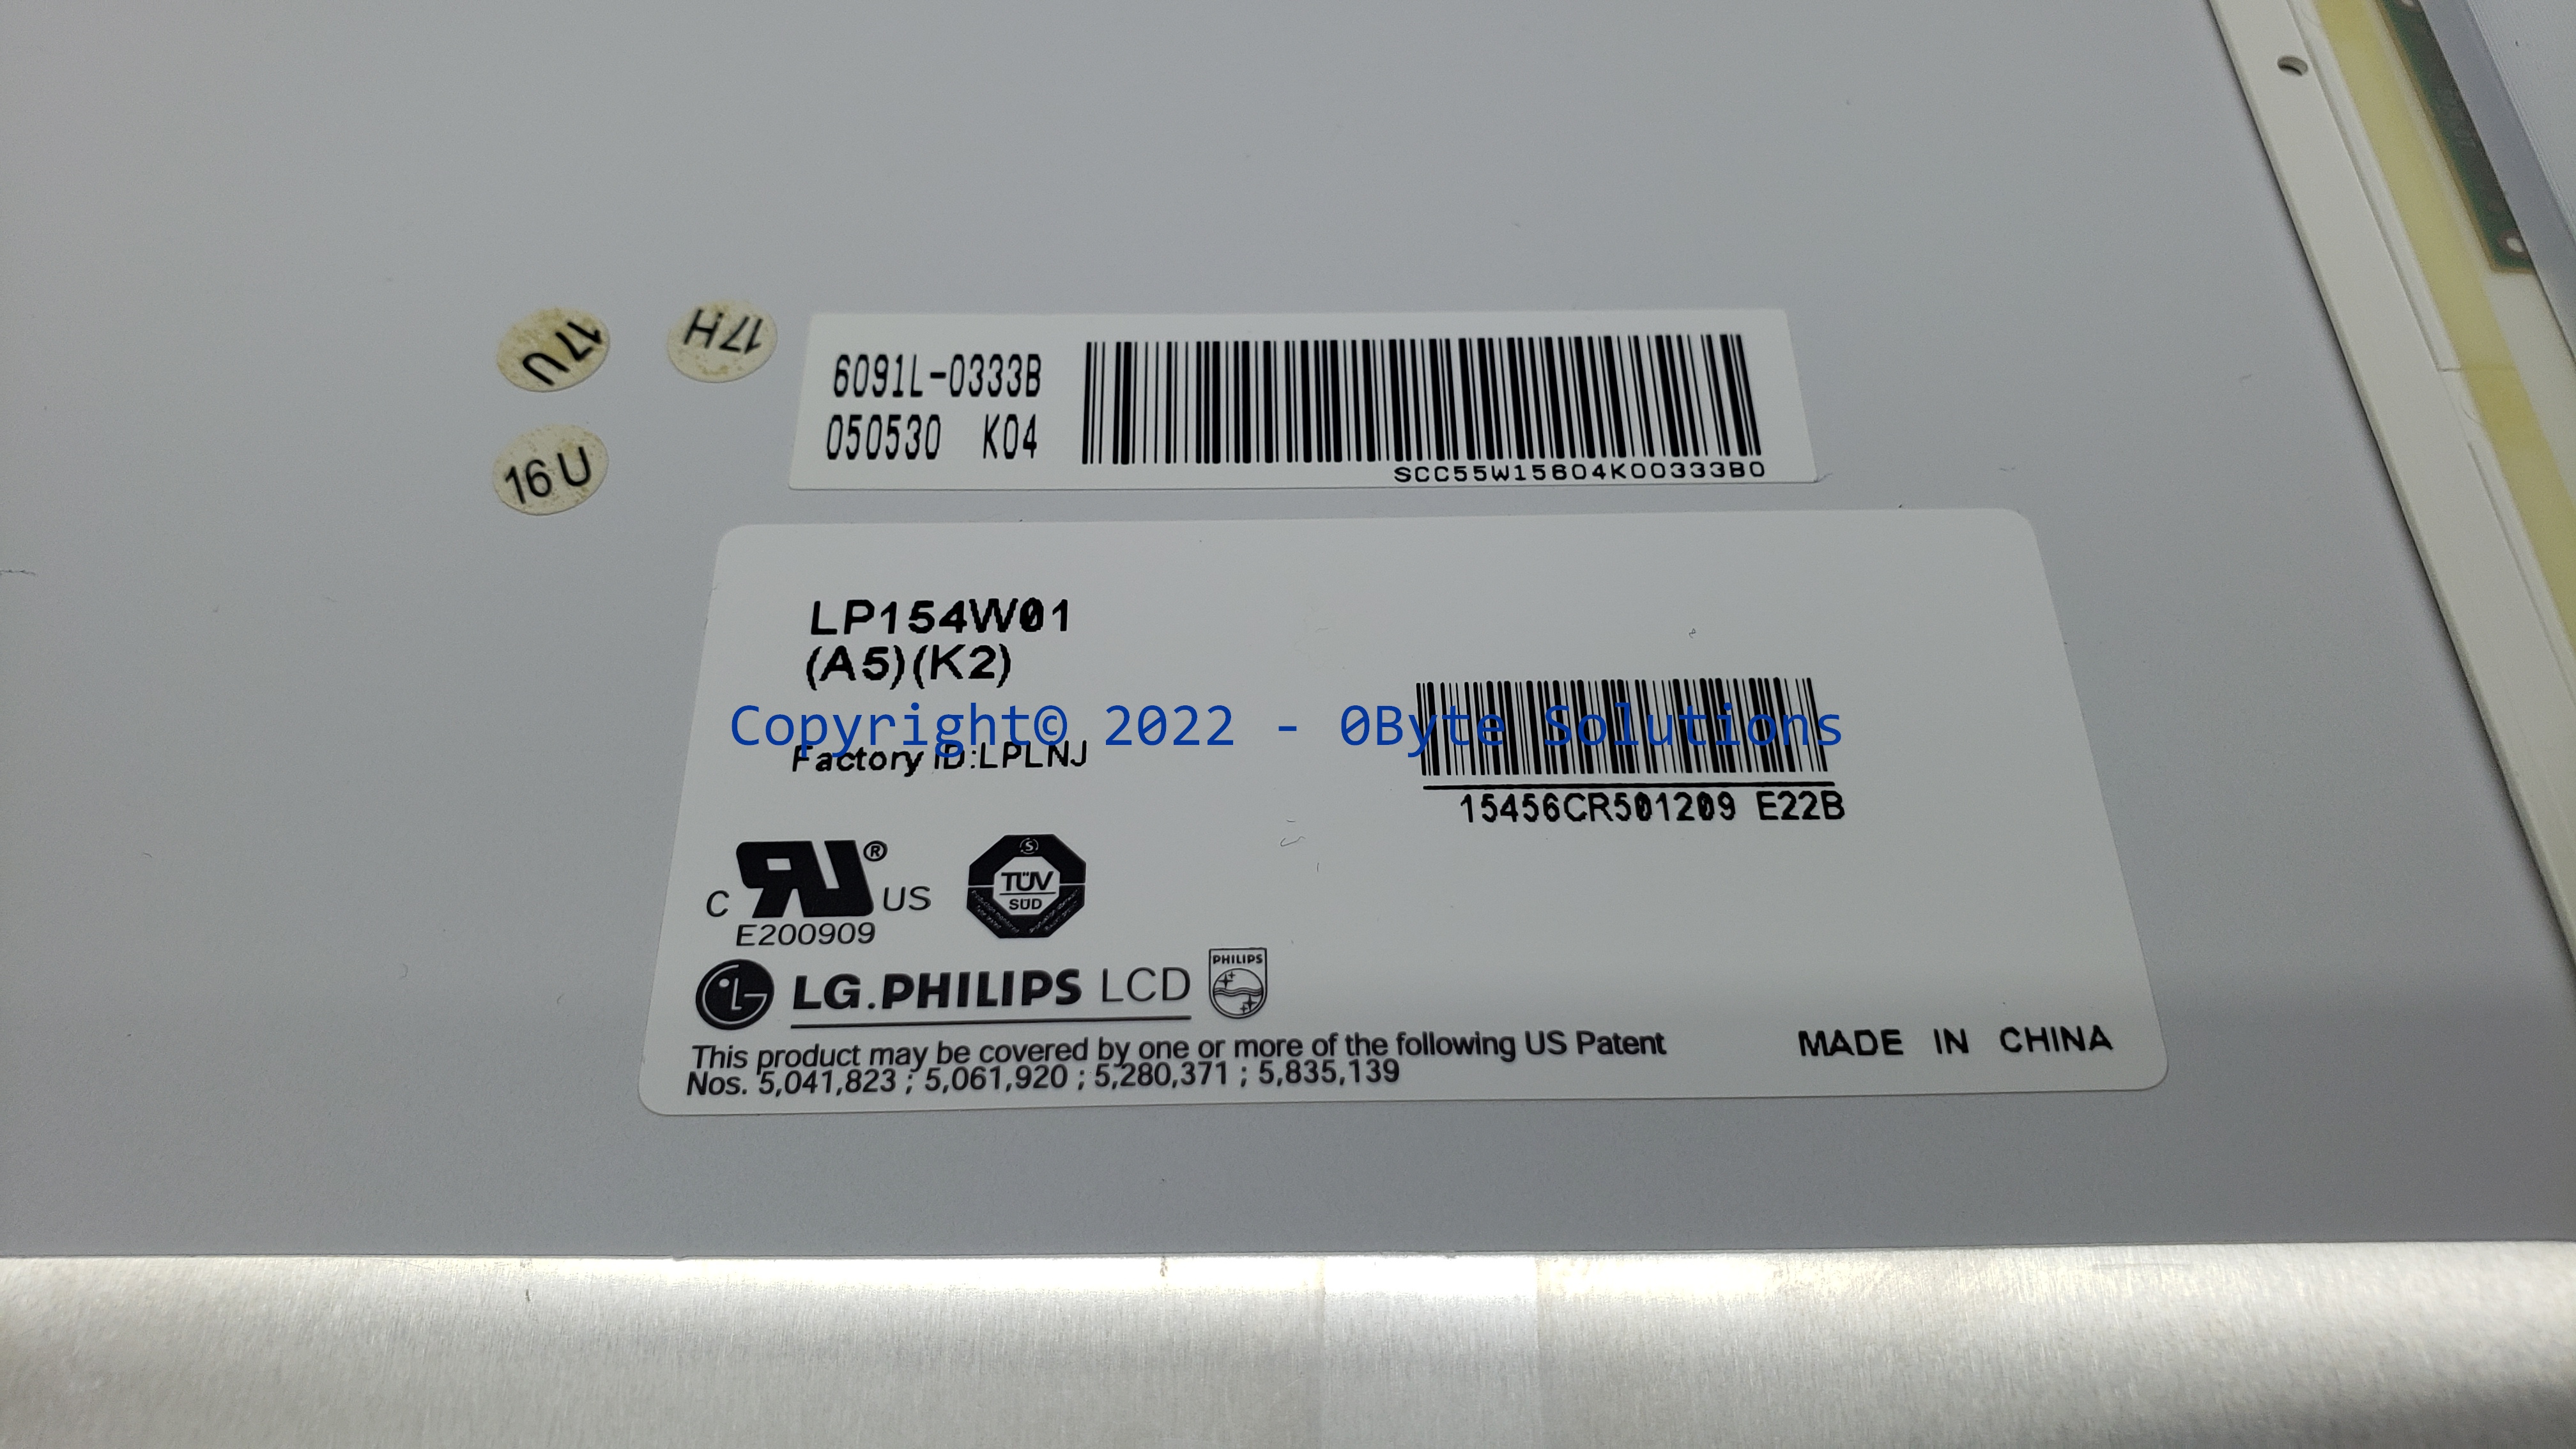 17U
17H
16U
6091L-0333B
050530 K04
SCC55W15604K00333B0
LP154W01
(A5)(K2)
Copyright© 2022 - 0Byte Solutions
Factory ID:LPLNJ
15456CR501209 E22B
C RU® US
E200909
S
TÜV
SÜD
LG
LG.PHILIPS LCD
PHILIPS
This product may be covered by one or more of the following US Patent
Nos. 5,041,823 ; 5,061,920 ; 5,280,371 ; 5,835,139
MADE IN CHINA